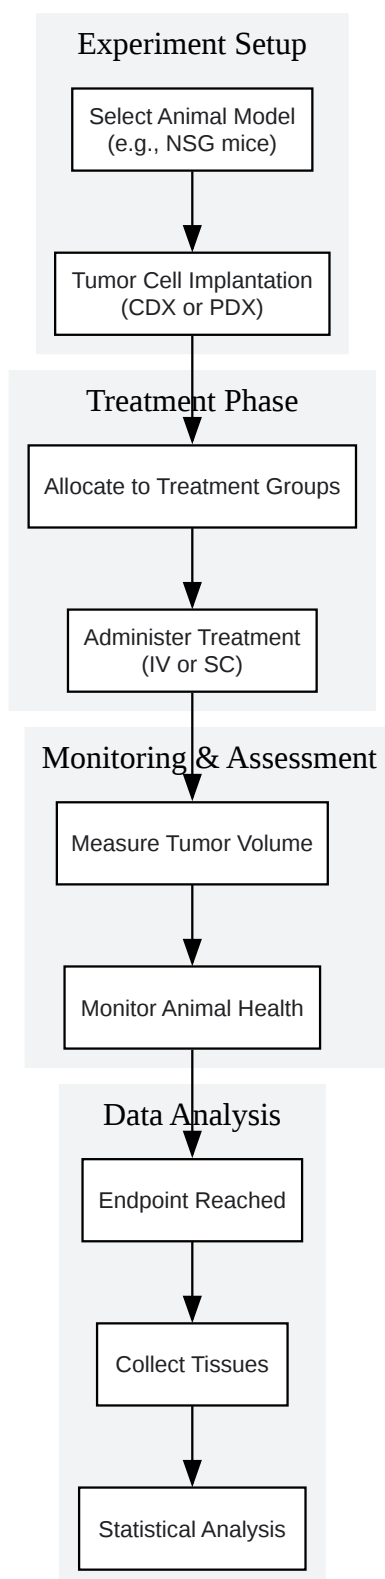 Experiment Setup
Select Animal Model
(e.g., NSG mice)
Tumor Cell Implantation
(CDX or PDX)
Treatment Phase
Allocate to Treatment Groups
Administer Treatment
(IV or SC)
Monitoring & Assessment
Measure Tumor Volume
Monitor Animal Health
Data Analysis
Endpoint Reached
Collect Tissues
Statistical Analysis